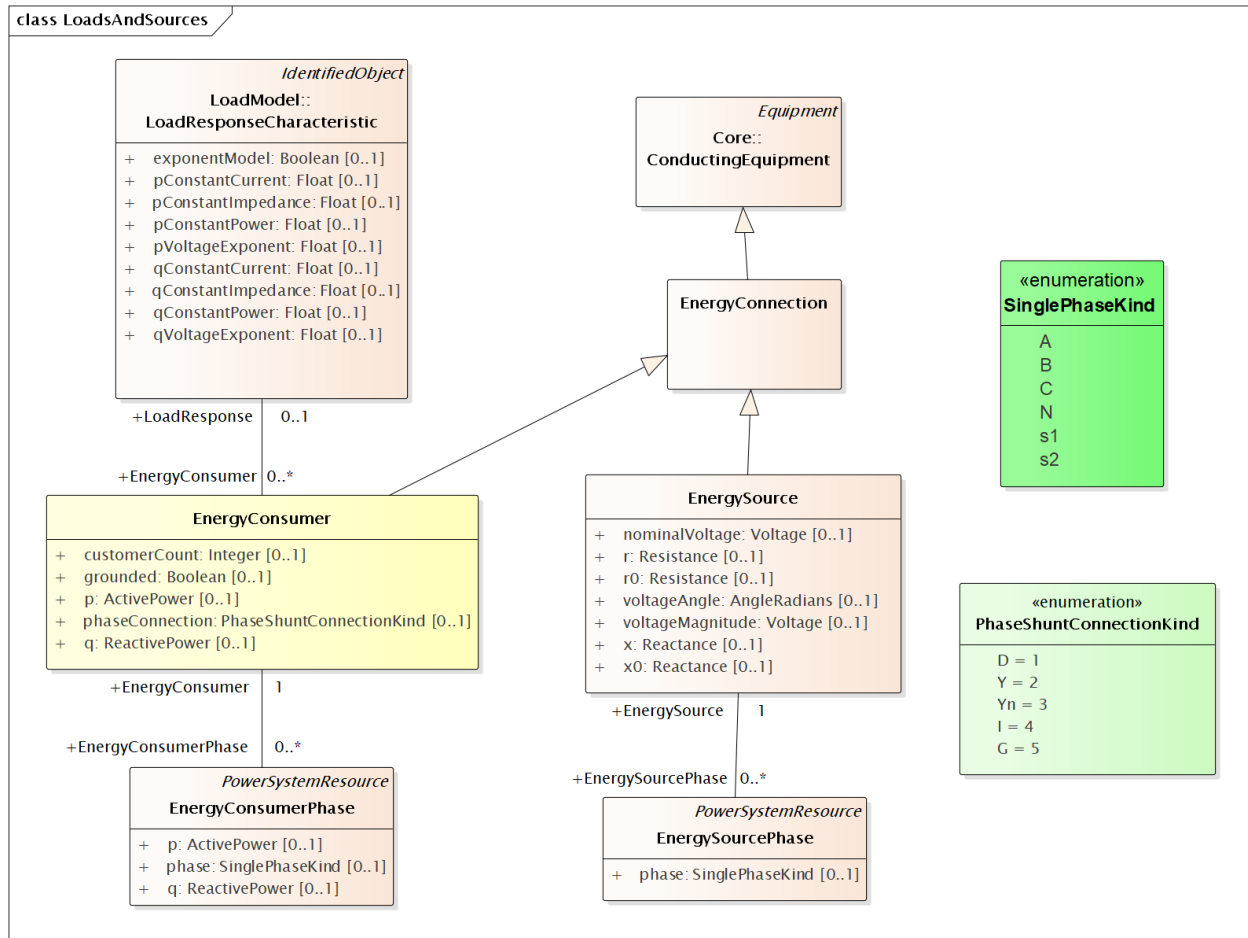 class LoadsAndSources
IdentifiedObject
LoadModel::
LoadResponseCharacteristic
+ exponentModel: Boolean [0..1]
+ pConstantCurrent: Float [0..1]
+ pConstantImpedance: Float [0..1]
+ pConstantPower: Float [0..1]
+ pVoltageExponent: Float [0..1]
+ qConstantCurrent: Float [0..1]
+ qConstantImpedance: Float [0..1]
+ qConstantPower: Float [0..1]
+ qVoltageExponent: Float [0..1]
+LoadResponse 0..1
+EnergyConsumer 0..*
EnergyConsumer
+ customerCount: Integer [0..1]
+ grounded: Boolean [0..1]
+ p: ActivePower [0..1]
+ phaseConnection: PhaseShuntConnectionKind [0..1]
+ q: ReactivePower [0..1]
+EnergyConsumer 1
+EnergyConsumerPhase 0..*
PowerSystemResource
EnergyConsumerPhase
+ p: ActivePower [0..1]
+ phase: SinglePhaseKind [0..1]
+ q: ReactivePower [0..1]
Equipment
Core::
ConductingEquipment
EnergyConnection
EnergySource
+ nominalVoltage: Voltage [0..1]
+ r: Resistance [0..1]
+ r0: Resistance [0..1]
+ voltageAngle: AngleRadians [0..1]
+ voltageMagnitude: Voltage [0..1]
+ x: Reactance [0..1]
+ x0: Reactance [0..1]
+EnergySource 1
+EnergySourcePhase 0..*
PowerSystemResource
EnergySourcePhase
+ phase: SinglePhaseKind [0..1]
«enumeration»
SinglePhaseKind
A
B
C
N
s1
s2
«enumeration»
PhaseShuntConnectionKind
D = 1
Y = 2
Yn = 3
I = 4
G = 5